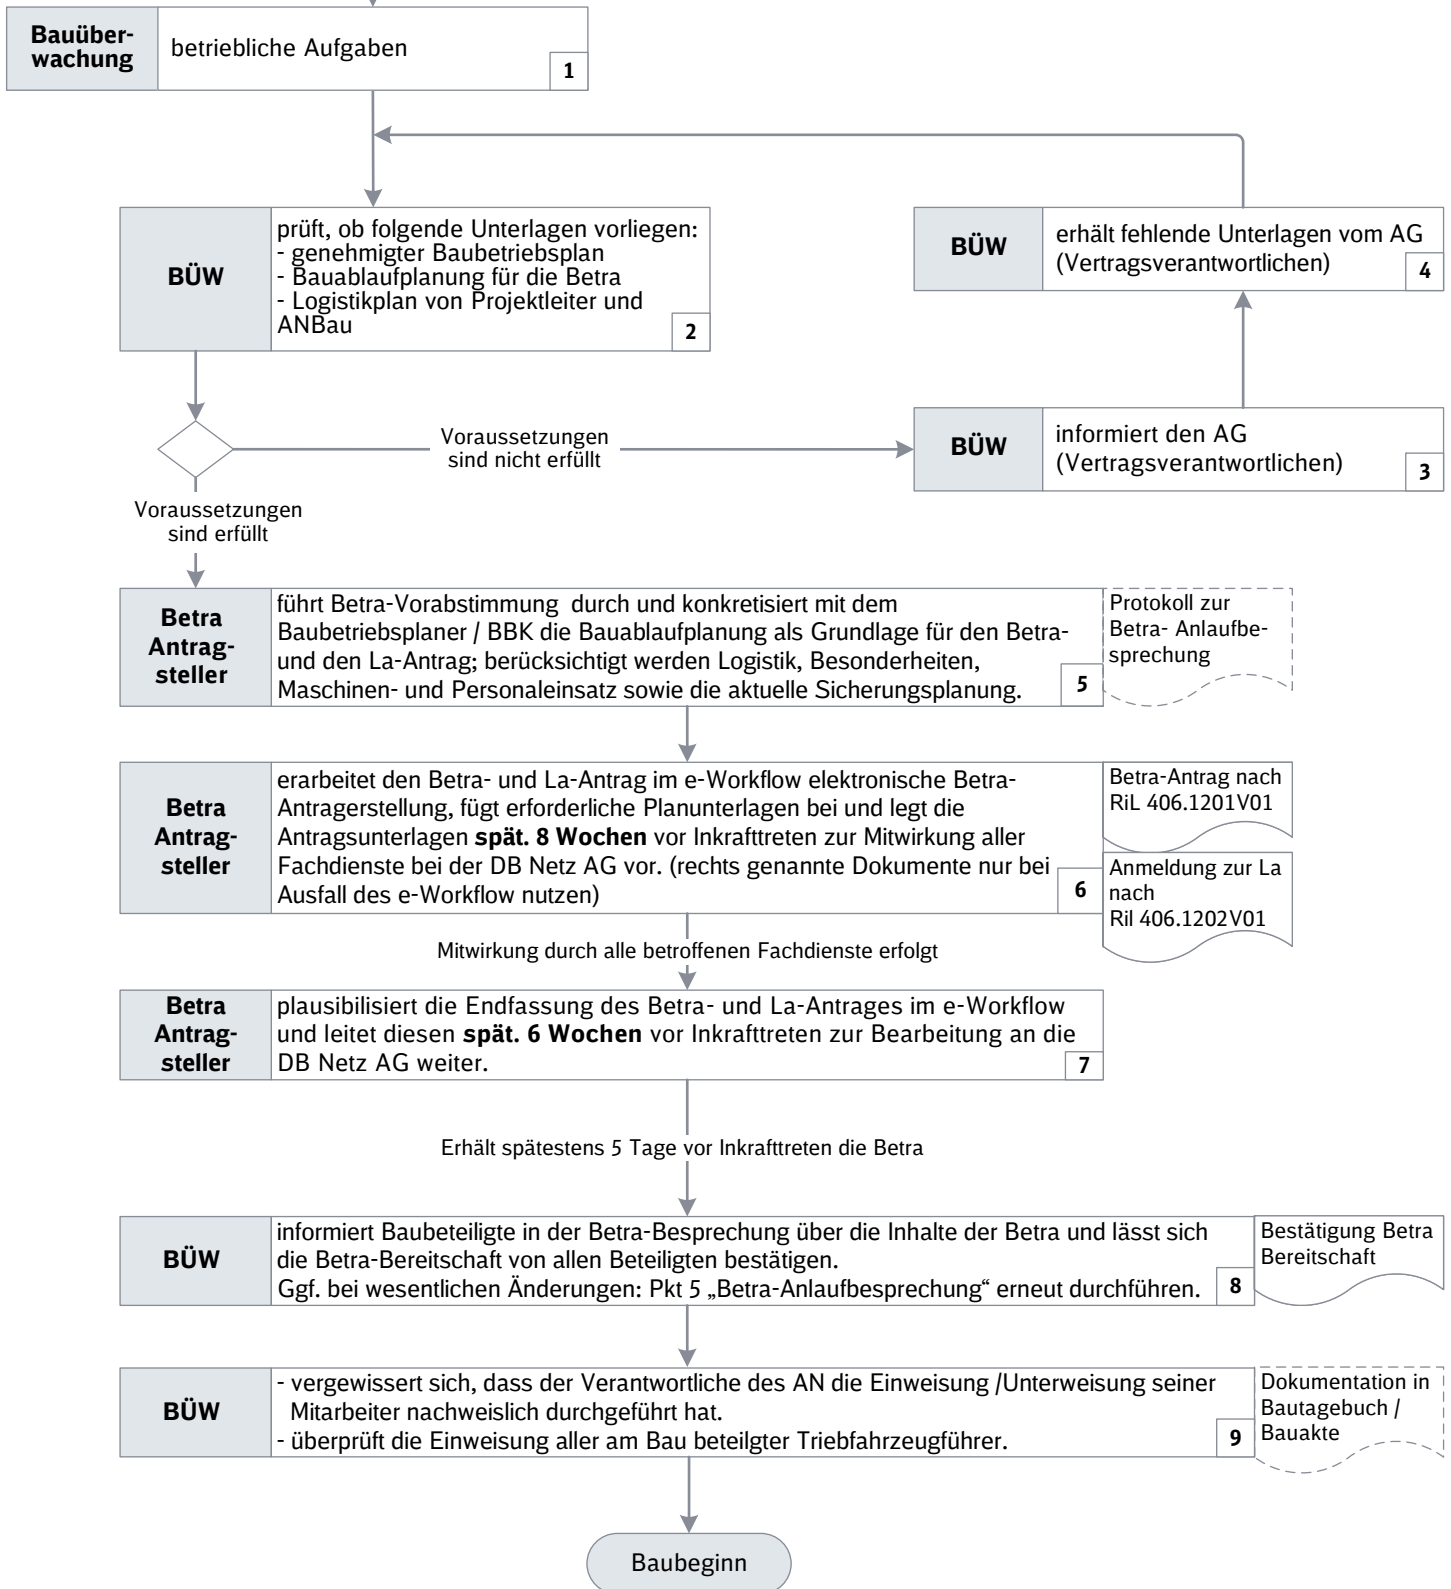 Bauüber-
wachung
betriebliche Aufgaben
1
BÜW
prüft, ob folgende Unterlagen vorliegen:
- genehmigter Baubetriebsplan
- Bauablaufplanung für die Betra
- Logistikplan von Projektleiter und
ANBau
2
BÜW
erhält fehlende Unterlagen vom AG
(Vertragsverantwortlichen)
4
Voraussetzungen
sind nicht erfüllt
BÜW
informiert den AG
(Vertragsverantwortlichen)
3
Voraussetzungen
sind erfüllt
Betra
Antrag-
steller
führt Betra-Vorabstimmung durch und konkretisiert mit dem
Baubetriebsplaner / BBK die Bauablaufplanung als Grundlage für den Betra-
und den La-Antrag; berücksichtigt werden Logistik, Besonderheiten,
Maschinen- und Personaleinsatz sowie die aktuelle Sicherungsplanung.
5
Protokoll zur
Betra- Anlaufbe-
sprechung
Betra
Antrag-
steller
erarbeitet den Betra- und La-Antrag im e-Workflow elektronische Betra-
Antragerstellung, fügt erforderliche Planunterlagen bei und legt die
Antragsunterlagen spät. 8 Wochen vor Inkrafttreten zur Mitwirkung aller
Fachdienste bei der DB Netz AG vor. (rechts genannte Dokumente nur bei
Ausfall des e-Workflow nutzen)
6
Betra-Antrag nach
RiL 406.1201V01
Anmeldung zur La
nach
Ril 406.1202V01
Mitwirkung durch alle betroffenen Fachdienste erfolgt
Betra
Antrag-
steller
plausibilisiert die Endfassung des Betra- und La-Antrages im e-Workflow
und leitet diesen spät. 6 Wochen vor Inkrafttreten zur Bearbeitung an die
DB Netz AG weiter.
7
Erhält spätestens 5 Tage vor Inkrafttreten die Betra
BÜW
informiert Baubeteiligte in der Betra-Besprechung über die Inhalte der Betra und lässt sich
die Betra-Bereitschaft von allen Beteiligten bestätigen.
Ggf. bei wesentlichen Änderungen: Pkt 5 „Betra-Anlaufbesprechung“ erneut durchführen.
8
Bestätigung Betra
Bereitschaft
BÜW
- vergewissert sich, dass der Verantwortliche des AN die Einweisung /Unterweisung seiner
Mitarbeiter nachweislich durchgeführt hat.
- überprüft die Einweisung aller am Bau beteilgter Triebfahrzeugführer.
9
Dokumentation in
Bautagebuch /
Bauakte
Baubeginn